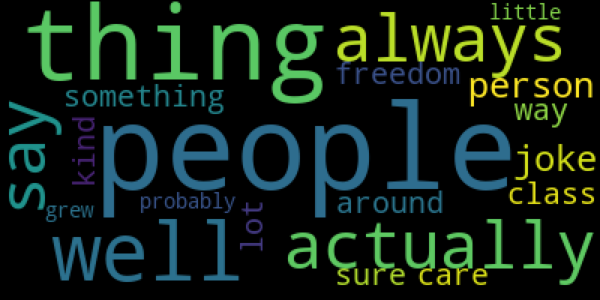 little
thing
always
freedom
person
something
way
say
kind
people
joke
class
grew
probably
lot
around
well
actually
sure
care